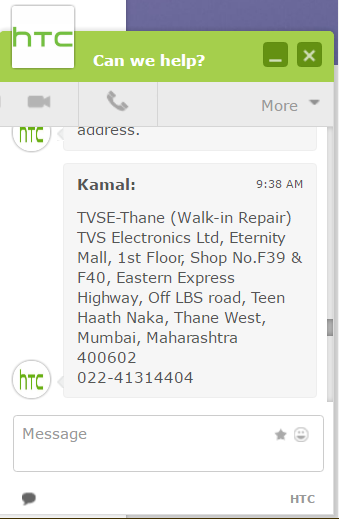 hTC
Can we help?
More
hTC
address.
Kamal: 9:38 AM
TVSE-Thane (Walk-in Repair)
TVS Electronics Ltd, Eternity
Mall, 1st Floor, Shop No.F39 &
F40, Eastern Express
Highway, Off LBS road, Teen
Haath Naka, Thane West,
Mumbai, Maharashtra
400602
022-41314404
hTC
Message
HTC